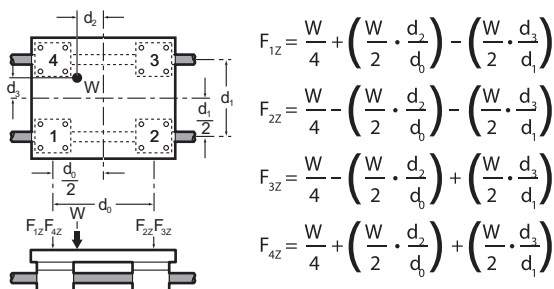 d₂
4
3
W
d₃
d₁
d₁/2
1
2
d₀/2
d₀
W
F₁Z F₄Z
F₂Z F₃Z
F₁Z = W/4 + (W/2 · d₂/d₀) − (W/2 · d₃/d₁)
F₂Z = W/4 − (W/2 · d₂/d₀) − (W/2 · d₃/d₁)
F₃Z = W/4 − (W/2 · d₂/d₀) + (W/2 · d₃/d₁)
F₄Z = W/4 + (W/2 · d₂/d₀) + (W/2 · d₃/d₁)